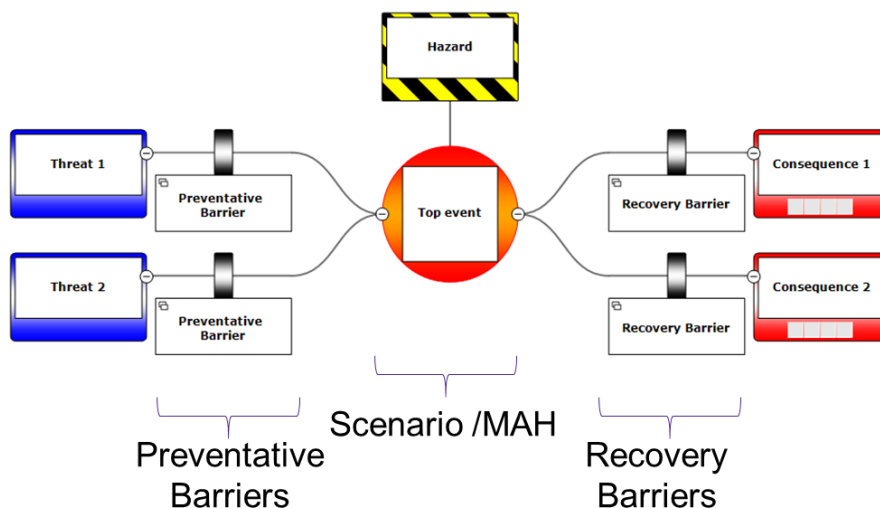 Hazard
Threat 1
Preventative
Barrier
Top event
Recovery Barrier
Consequence 1
Threat 2
Preventative
Barrier
Recovery Barrier
Consequence 2
Scenario /MAH
Preventative
Barriers
Recovery
Barriers